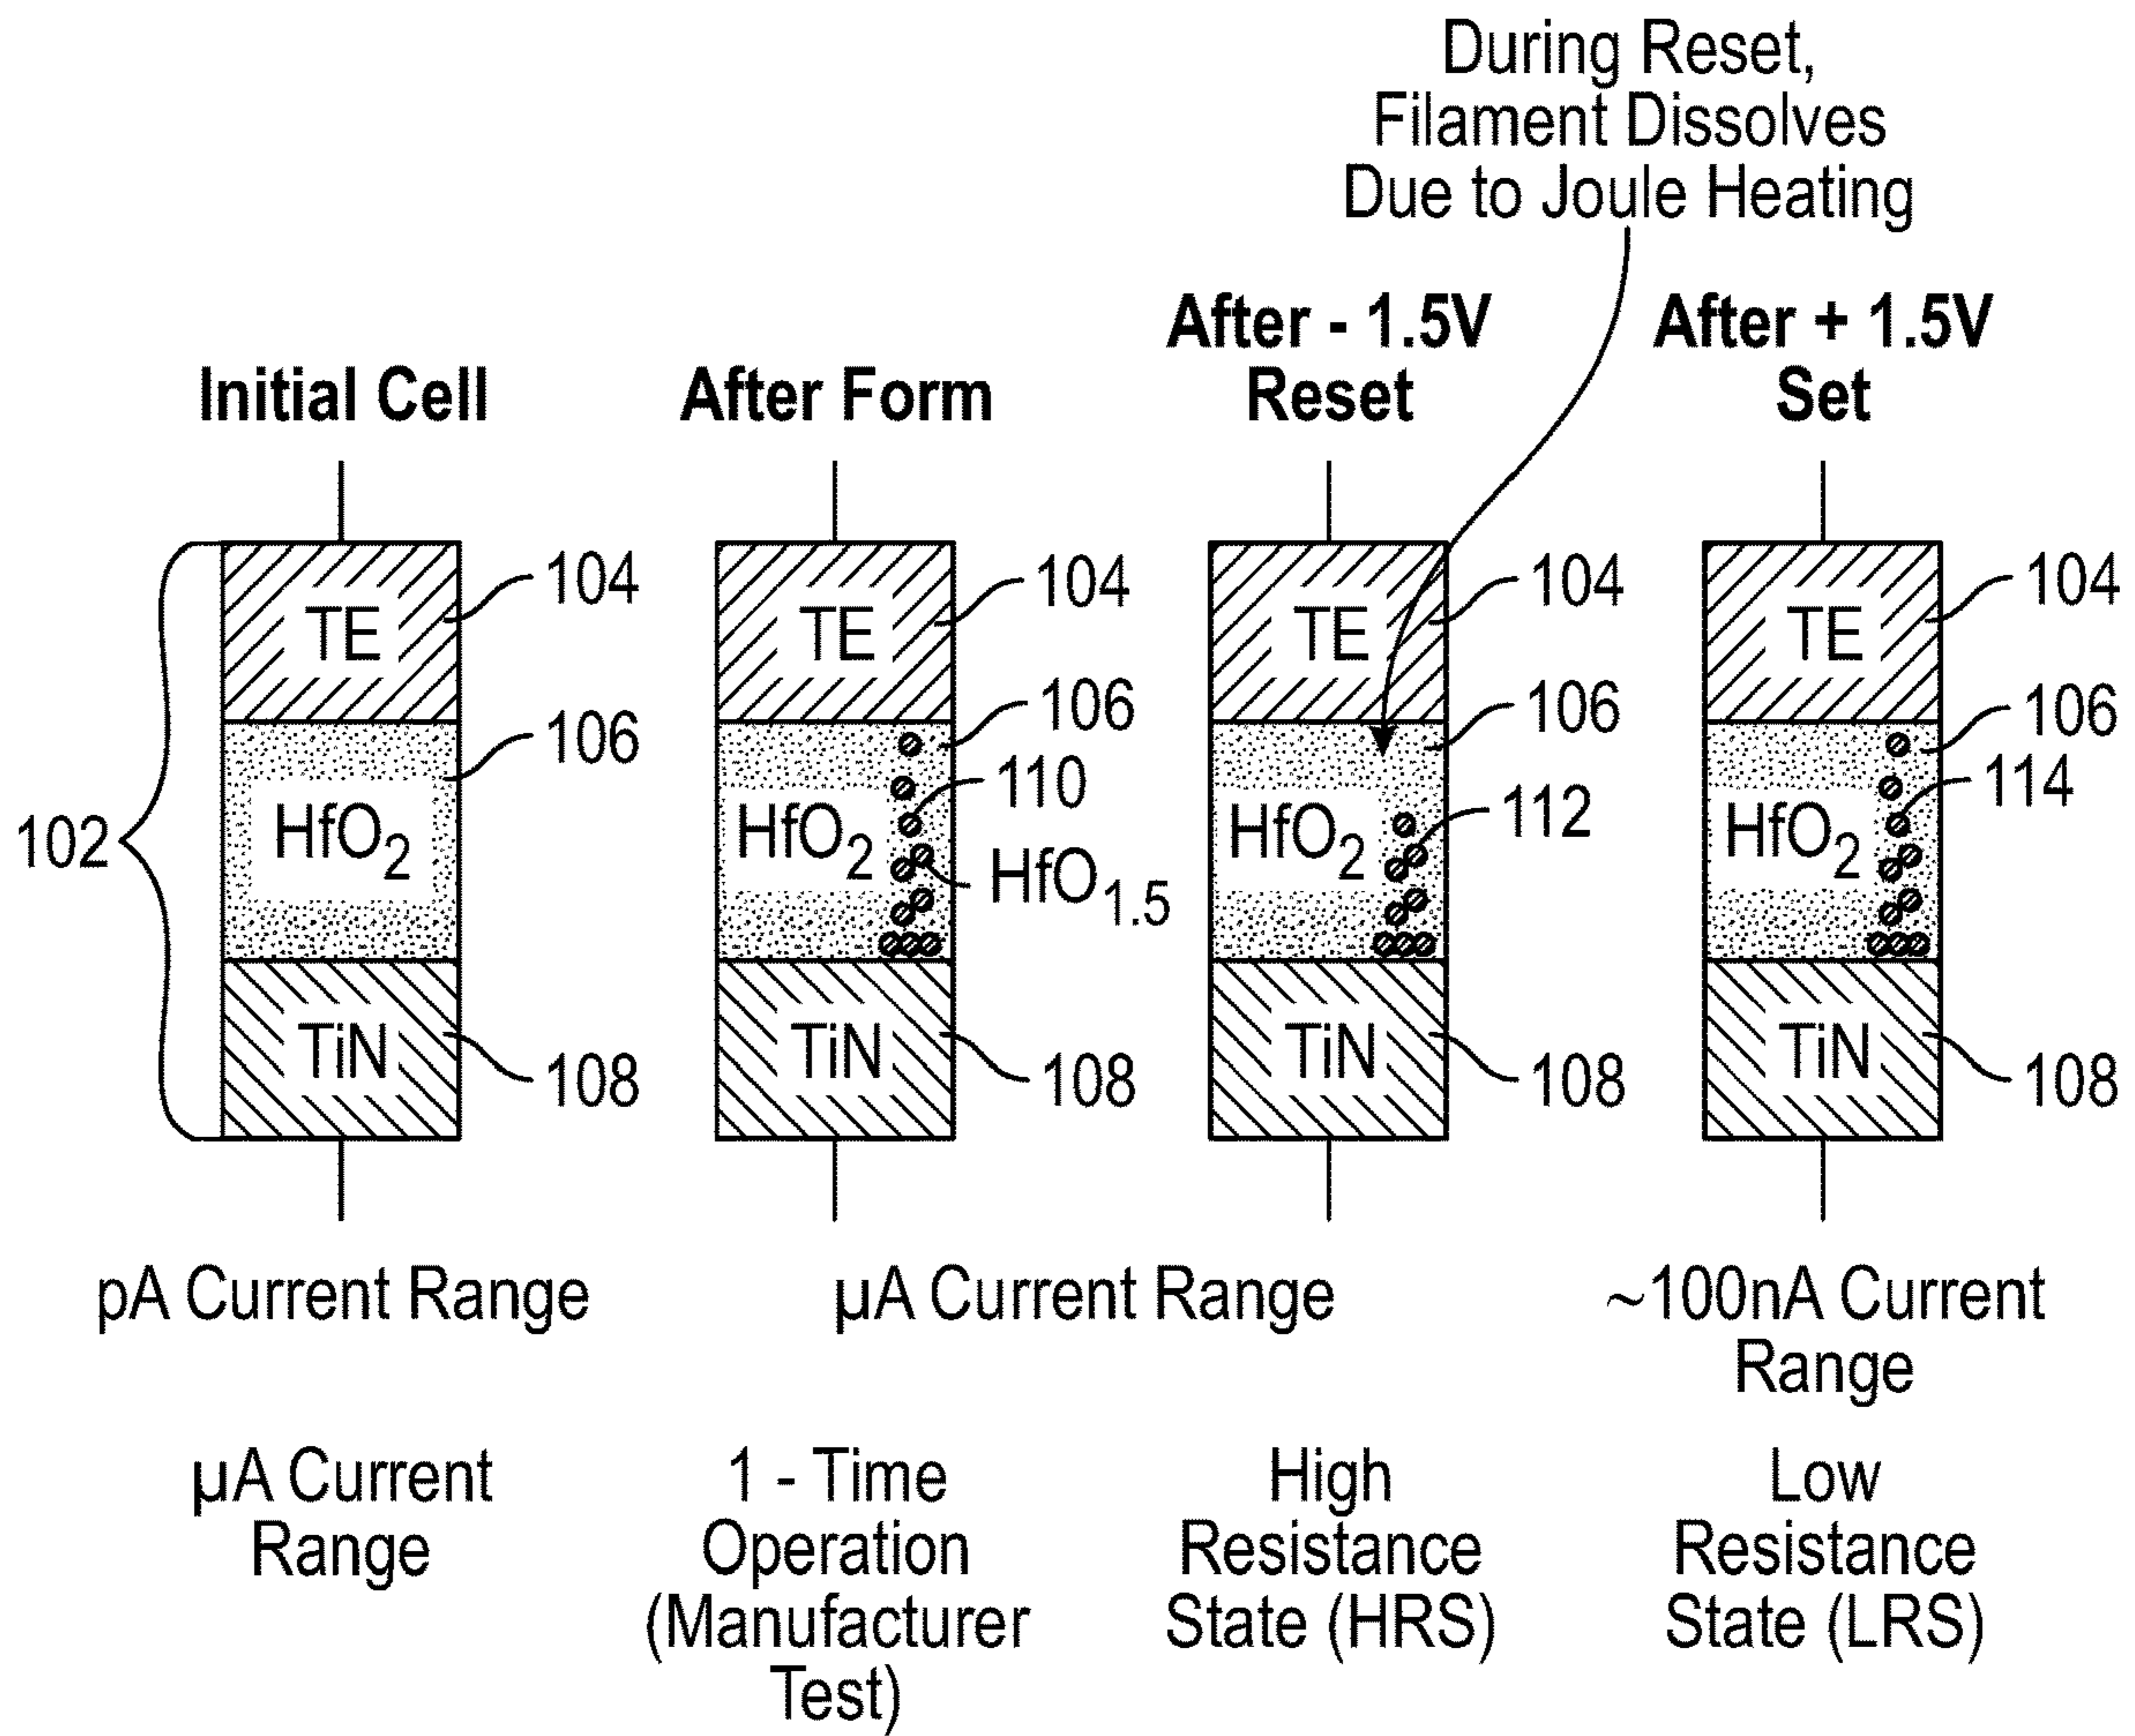 During Reset,
Filament Dissolves
Due to Joule Heating
Initial Cell
After Form
After - 1.5V
Reset
After + 1.5V
Set
102
TE
104
HfO2
106
TiN
108
TE
104
106
110
HfO2
HfO1.5
TiN
108
TE
104
106
HfO2
112
TiN
108
TE
104
106
114
HfO2
TiN
108
pA Current Range
µA Current Range
~100nA Current
Range
µA Current
Range
1 - Time
Operation
(Manufacturer
Test)
High
Resistance
State (HRS)
Low
Resistance
State (LRS)